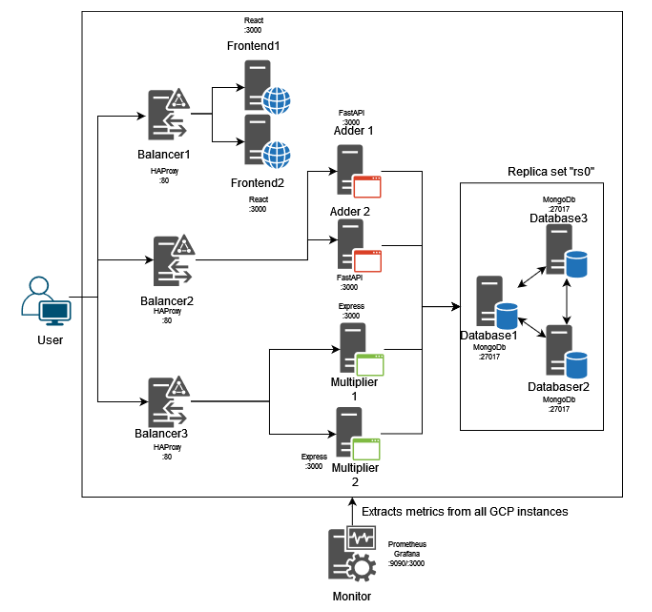 React
:3000
Frontend1
Balancer1
HAProxy
:80
Frontend2
React
:3000
FastAPI
:3000
Adder 1
Adder 2
FastAPI
:3000
Balancer2
HAProxy
:80
User
Express
:3000
Multiplier
1
Balancer3
HAProxy
:80
Express
:3000
Multiplier
2
Replica set "rs0"
MongoDb
:27017
Database3
Database1
MongoDb
:27017
Databaser2
MongoDb
:27017
Extracts metrics from all GCP instances
Prometheus
Grafana
:9090/:3000
Monitor